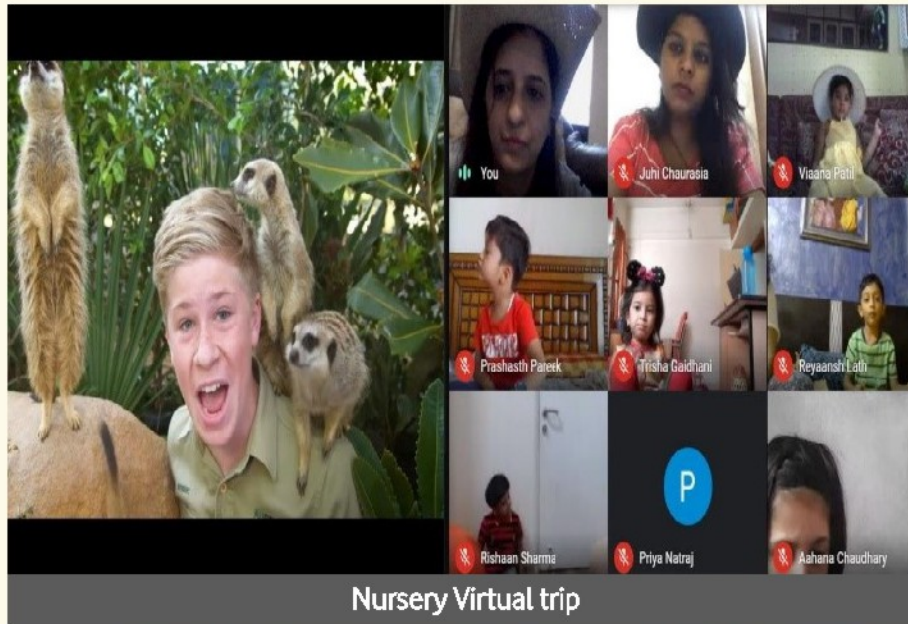 You
Juhi Chaurasia
Viaana Patil
Prashasth Pareek
Trisha Gaidhani
Reyaansh Lath
Rishaan Sharma
P
Priya Natraj
Aahana Chaudhary
Nursery Virtual trip